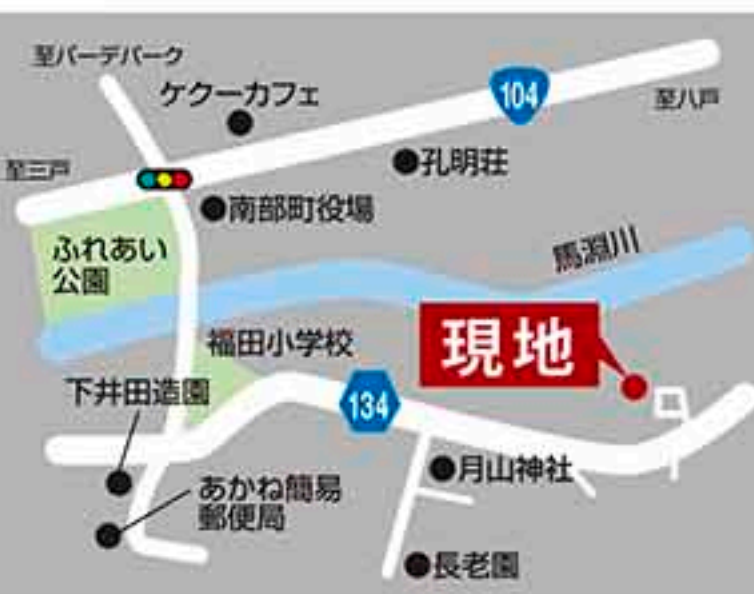 至バーデパーク
ケクーカフェ
104
至八戸
至三戸
孔明荘
南部町役場
ふれあい
公園
馬淵川
福田小学校
現地
下井田造園
134
月山神社
あかね簡易
郵便局
長老園